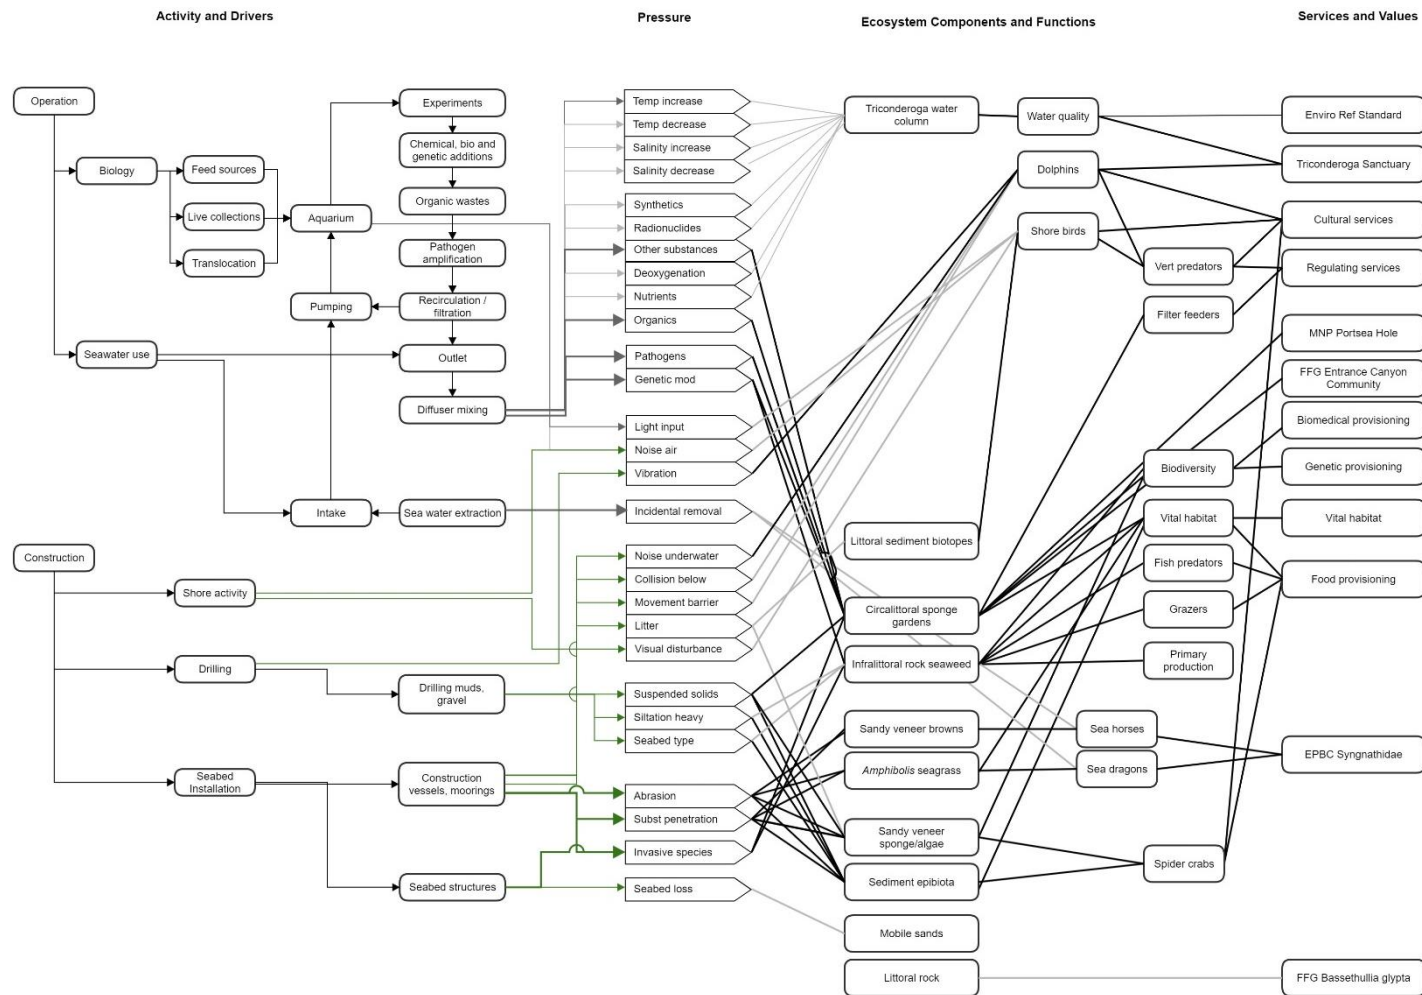 Activity and Drivers
Pressure
Ecosystem Components and Functions
Services and Values
Operation
Biology
Feed sources
Live collections
Translocation
Aquarium
Pumping
Seawater use
Intake
Experiments
Chemical, bio and
genetic additions
Organic wastes
Pathogen
amplification
Recirculation /
filtration
Outlet
Diffuser mixing
Sea water extraction
Construction
Shore activity
Drilling
Drilling muds,
gravel
Seabed
Installation
Construction
vessels, moorings
Seabed structures
Temp increase
Temp decrease
Salinity increase
Salinity decrease
Synthetics
Radionuclides
Other substances
Deoxygenation
Nutrients
Organics
Pathogens
Genetic mod
Light input
Noise air
Vibration
Incidental removal
Noise underwater
Collision below
Movement barrier
Litter
Visual disturbance
Suspended solids
Siltation heavy
Seabed type
Abrasion
Subst penetration
Invasive species
Seabed loss
Triconderoga water
column
Littoral sediment biotopes
Circalittoral sponge
gardens
Infralittoral rock seaweed
Sandy veneer browns
Amphibolis seagrass
Sandy veneer
sponge/algae
Sediment epibiota
Mobile sands
Littoral rock
Water quality
Dolphins
Shore birds
Sea horses
Sea dragons
Vert predators
Filter feeders
Biodiversity
Vital habitat
Fish predators
Grazers
Primary
production
Spider crabs
Enviro Ref Standard
Triconderoga Sanctuary
Cultural services
Regulating services
MNP Portsea Hole
FFG Entrance Canyon
Community
Biomedical provisioning
Genetic provisioning
Vital habitat
Food provisioning
EPBC Syngnathidae
FFG Bassethullia glypta